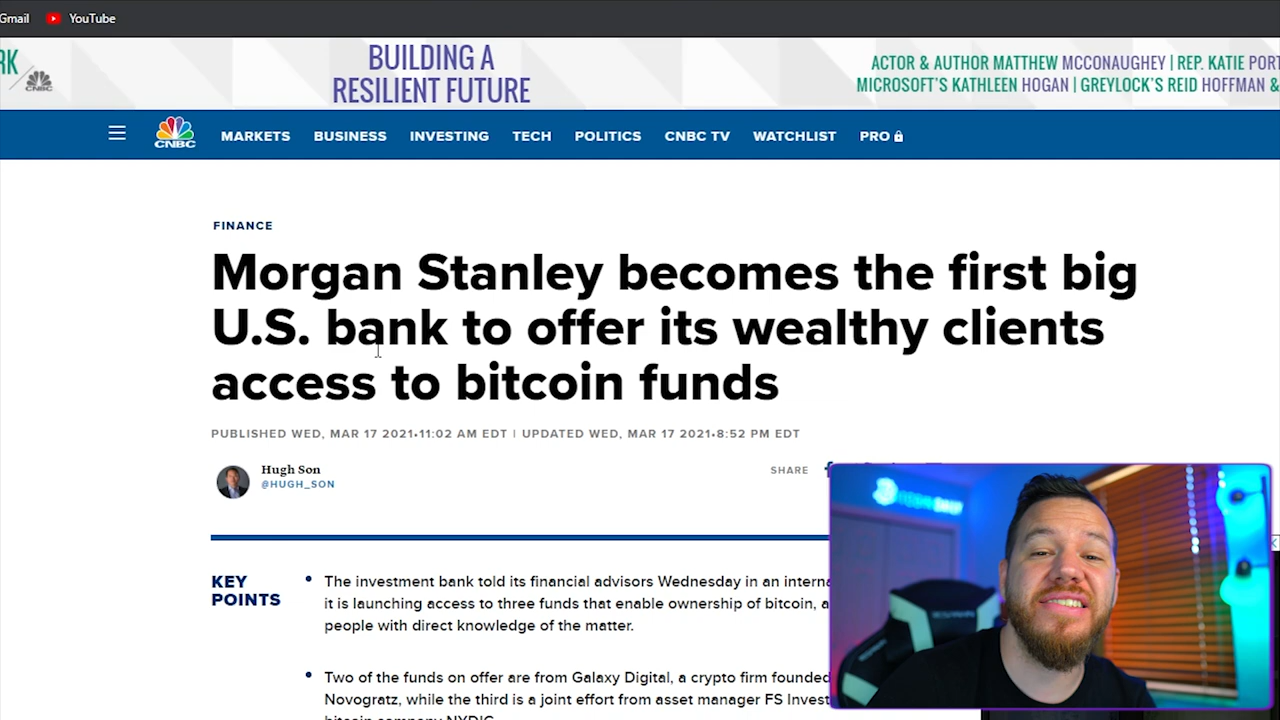 Gmail
YouTube
RK
CNBC
BUILDING A
RESILIENT FUTURE
ACTOR & AUTHOR MATTHEW MCCONAUGHEY | REP. KATIE PORT
MICROSOFT'S KATHLEEN HOGAN | GREYLOCK'S REID HOFFMAN &
CNBC
MARKETS BUSINESS INVESTING TECH POLITICS CNBC TV WATCHLIST PRO
FINANCE
Morgan Stanley becomes the first big
U.S. bank to offer its wealthy clients
access to bitcoin funds
PUBLISHED WED, MAR 17 2021•11:02 AM EDT | UPDATED WED, MAR 17 2021•8:52 PM EDT
Hugh Son
@HUGH_SON
SHARE
KEY
POINTS
The investment bank told its financial advisors Wednesday in an interna
it is launching access to three funds that enable ownership of bitcoin, a
people with direct knowledge of the matter.
Two of the funds on offer are from Galaxy Digital, a crypto firm founded
Novogratz, while the third is a joint effort from asset manager FS Invest
bitcoin company NYDIG